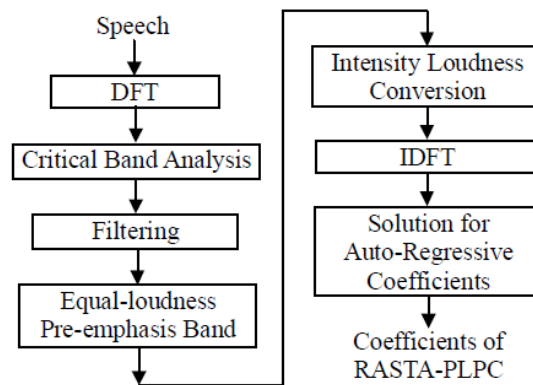 Speech
DFT
Critical Band Analysis
Filtering
Equal-loudness
Pre-emphasis Band
Intensity Loudness
Conversion
IDFT
Solution for
Auto-Regressive
Coefficients
Coefficients of
RASTA-PLPC